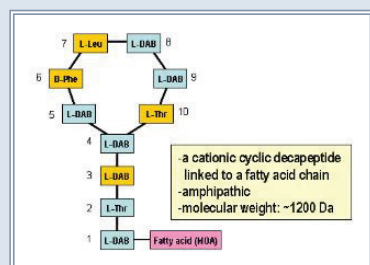 7 L-Leu L-DAB 8
6 D-Phe L-DAB 9
5 L-DAB L-Thr 10
4 L-DAB
3 L-DAB
2 L-Thr
1 L-DAB Fatty acid (HOA)
-a cationic cyclic decapeptide
linked to a fatty acid chain
-amphipathic
-molecular weight: ~1200 Da